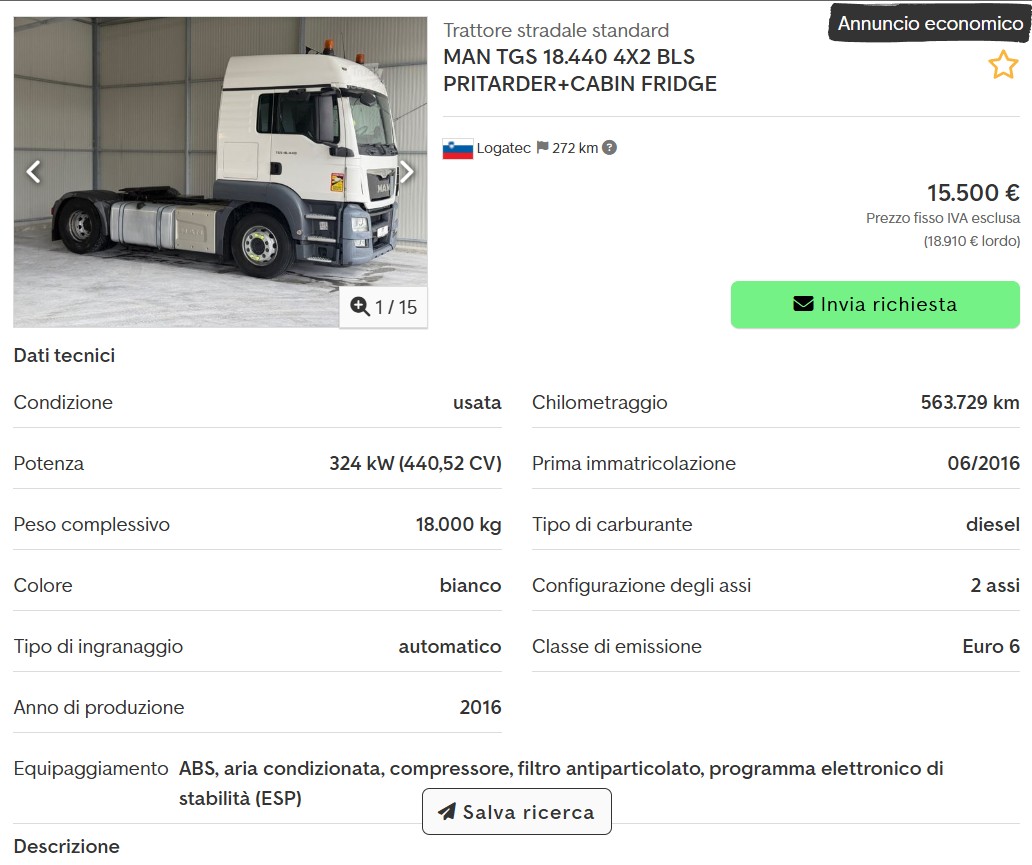 Annuncio economico
Trattore stradale standard
MAN TGS 18.440 4X2 BLS
PRITARDER+CABIN FRIDGE
Logatec 272 km ?
15.500 €
Prezzo fisso IVA esclusa
(18.910 € lordo)
MAN
1 / 15
Invia richiesta
Dati tecnici
Condizione usata
Chilometraggio 563.729 km
Potenza 324 kW (440,52 CV)
Prima immatricolazione 06/2016
Peso complessivo 18.000 kg
Tipo di carburante diesel
Colore bianco
Configurazione degli assi 2 assi
Tipo di ingranaggio automatico
Classe di emissione Euro 6
Anno di produzione 2016
Equipaggiamento ABS, aria condizionata, compressore, filtro antiparticolato, programma elettronico di
stabilità (ESP)
Salva ricerca
Descrizione